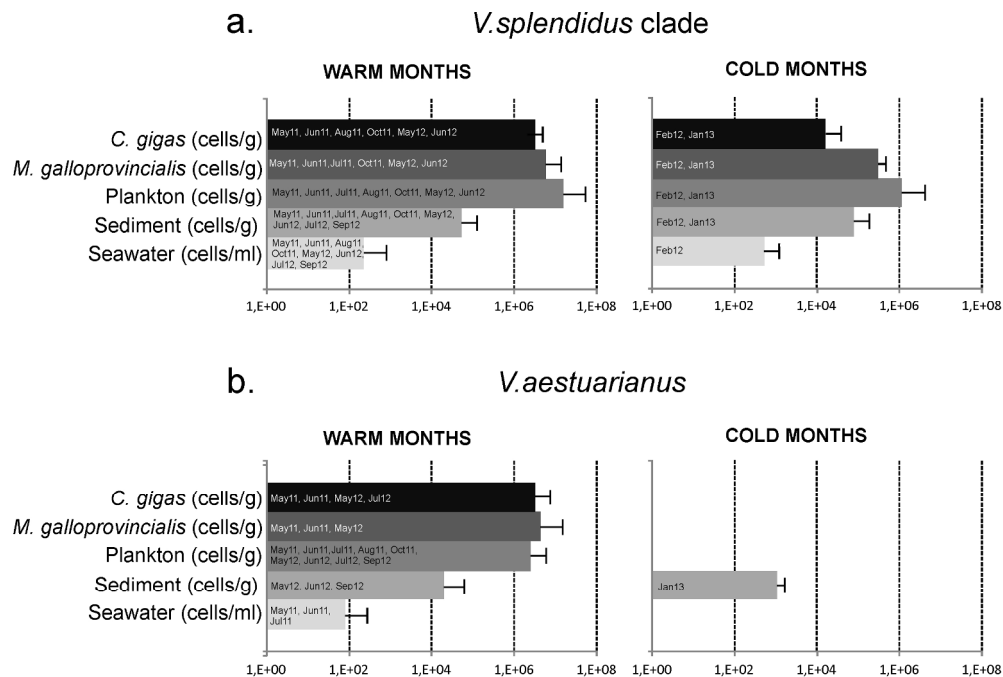 a. V.splendidus clade
WARM MONTHS
COLD MONTHS
C. gigas (cells/g)
M. galloprovincialis (cells/g)
Plankton (cells/g)
Sediment (cells/g)
Seawater (cells/ml)
May11, Jun11, Aug11, Oct11, May12, Jun12
May11, Jun11,Jul11, Oct11, May12, Jun12
May11, Jun11, Jul11, Aug11, Oct11, May12, Jun12
May11, Jun11,Jul11, Aug11, Oct11, May12,
Jun12, Jul12, Sep12
May11, Jun11, Aug11,
Oct11, May12, Jun12,
Jul12, Sep12
1,E+00 1,E+02 1,E+04 1,E+06 1,E+08
Feb12, Jan13
Feb12, Jan13
Feb12, Jan13
Feb12, Jan13
Feb12
1,E+00 1,E+02 1,E+04 1,E+06 1,E+08
b. V.aestuarianus
WARM MONTHS
COLD MONTHS
C. gigas (cells/g)
M. galloprovincialis (cells/g)
Plankton (cells/g)
Sediment (cells/g)
Seawater (cells/ml)
May11, Jun11, May12, Jul12
May11, Jun11, May12
May11, Jun11,Jul11, Aug11, Oct11,
May12, Jun12, Jul12, Sep12
May12, Jun12, Sep12
May11, Jun11,
Jul11
1,E+00 1,E+02 1,E+04 1,E+06 1,E+08
Jan13
1,E+00 1,E+02 1,E+04 1,E+06 1,E+08